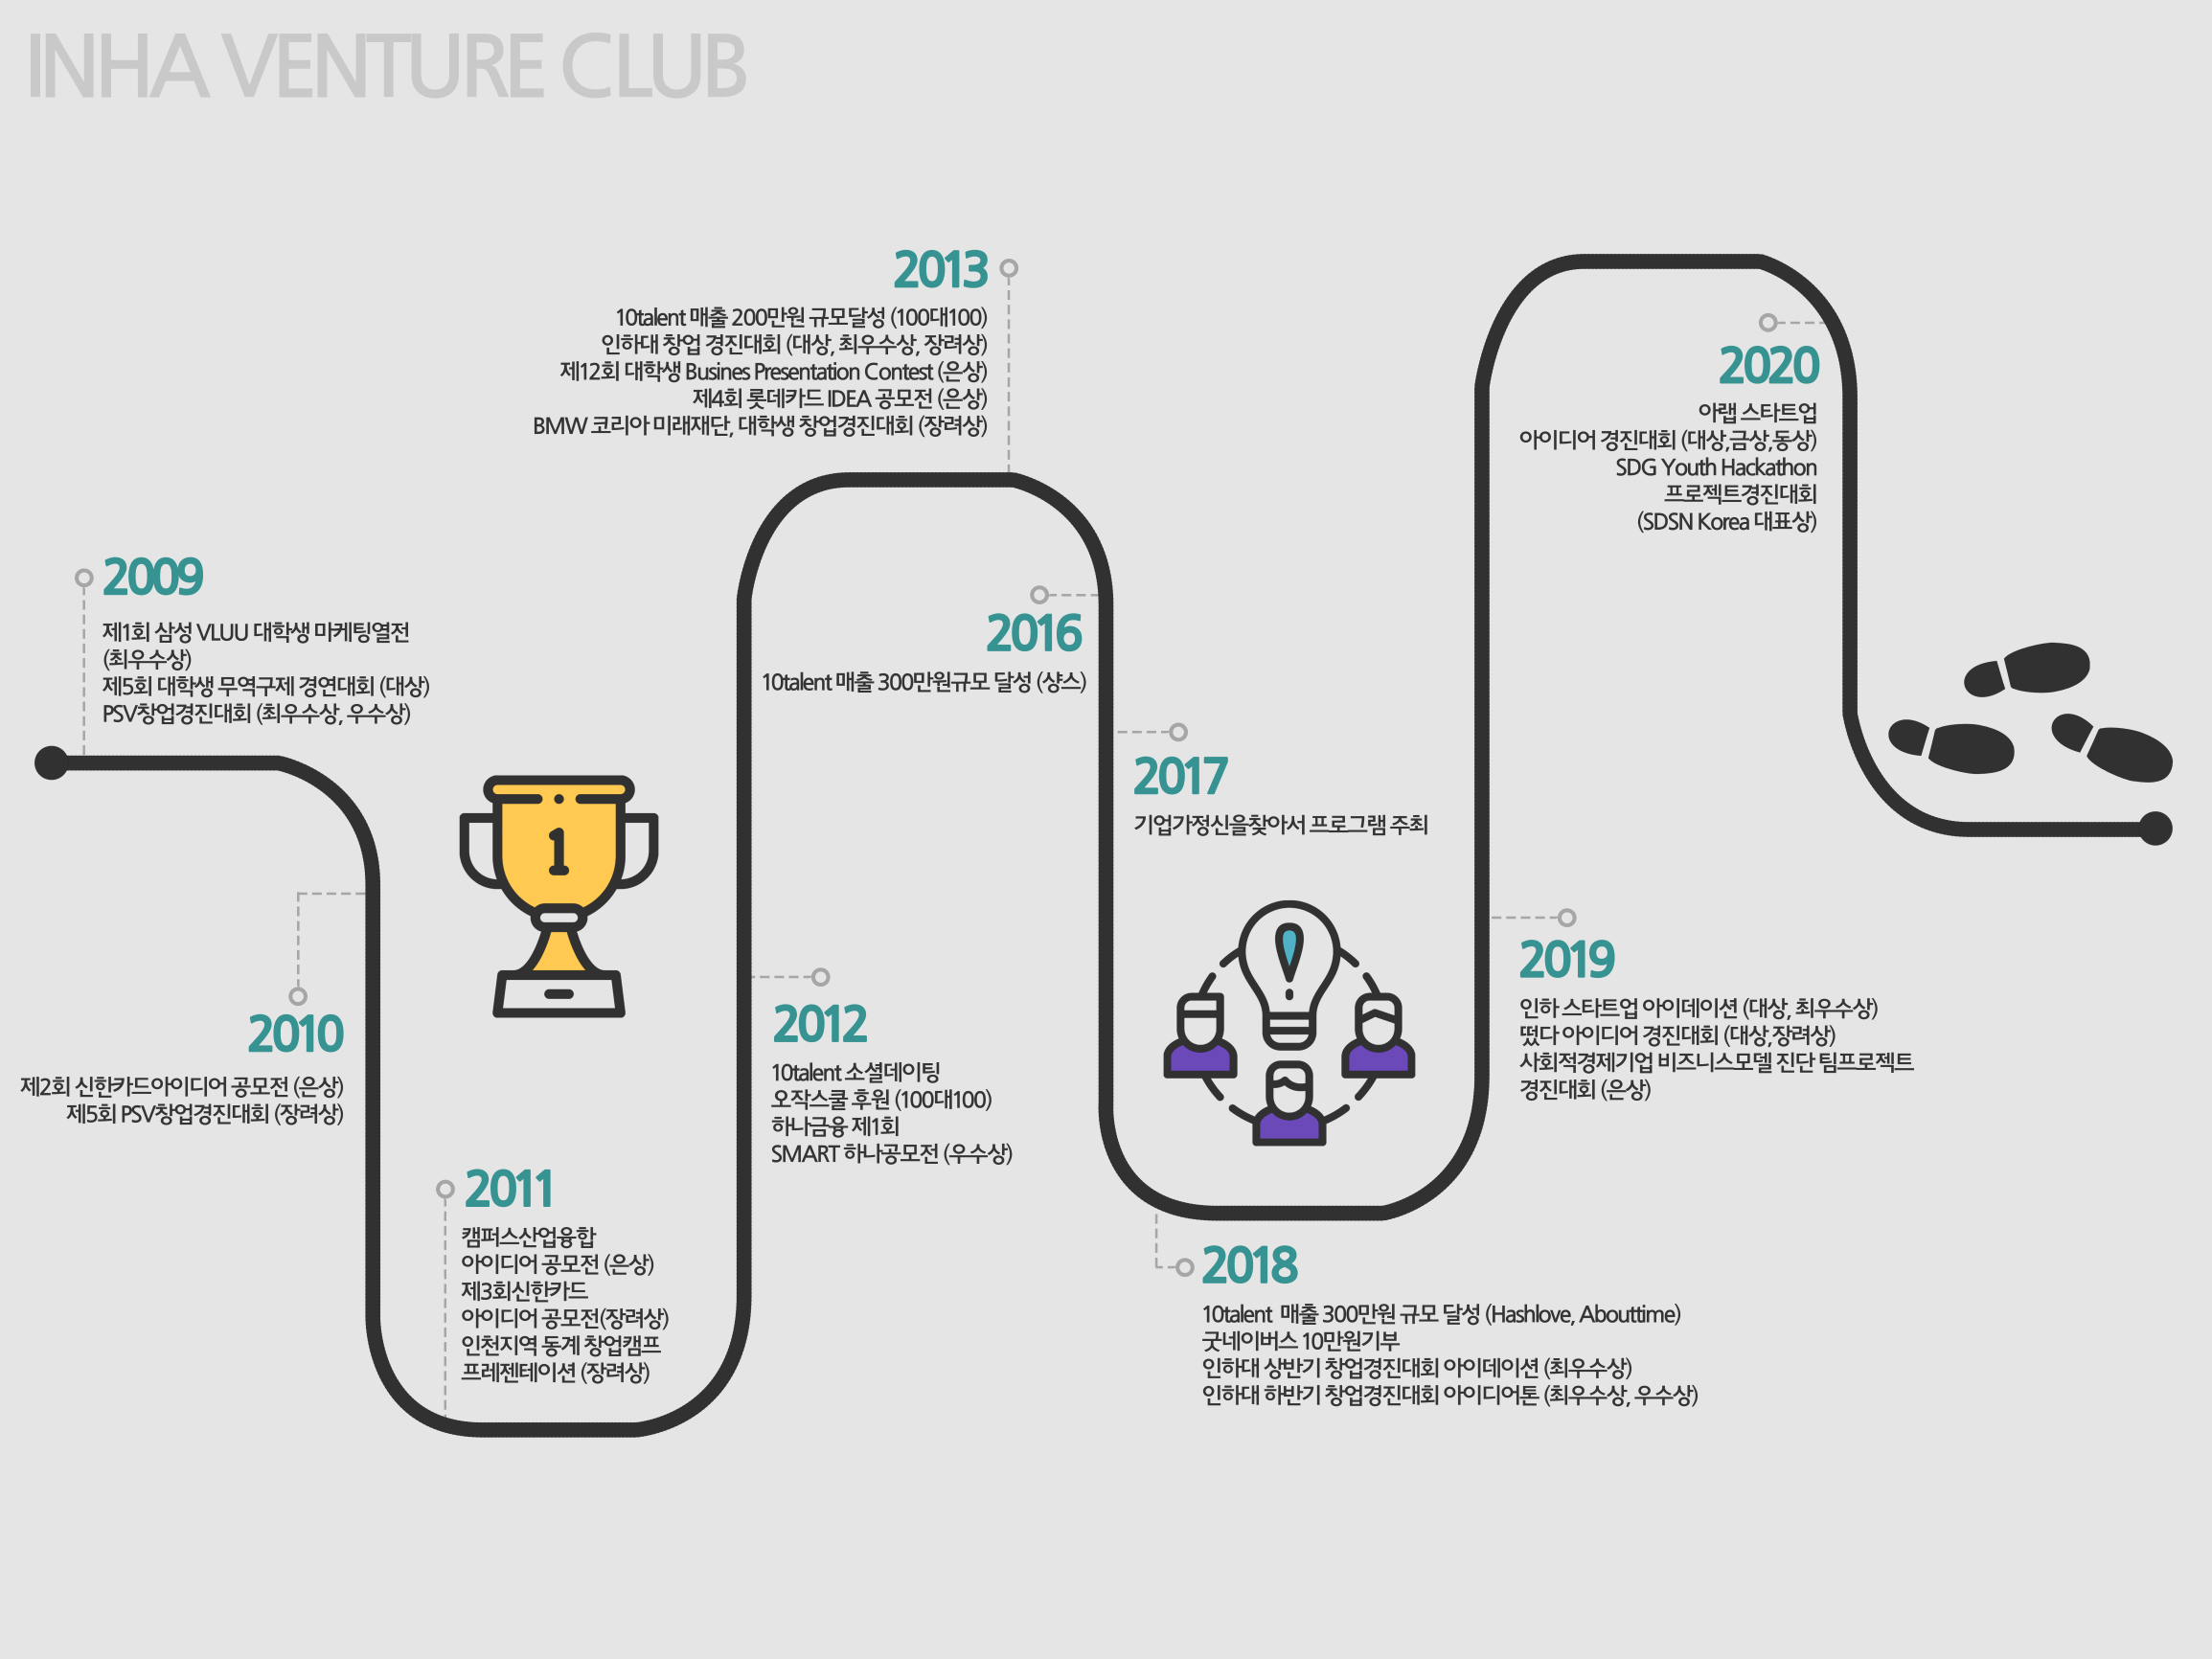 INHA VENTURE CLUB
2009
제1회 삼성 VLUU 대학생 마케팅열전
(최우수상)
제5회 대학생 무역구제 경연대회 (대상)
PSV창업경진대회 (최우수상, 우수상)
2010
제2회 신한카드아이디어 공모전 (은상)
제5회 PSV창업경진대회 (장려상)
1
2011
캠퍼스산업융합
아이디어 공모전 (은상)
제3회신한카드
아이디어 공모전(장려상)
인천지역 동계 창업캠프
프레젠테이션 (장려상)
2012
10talent 소셜데이팅
오작스쿨 후원 (100대100)
하나금융 제1회
SMART 하나공모전 (우수상)
2013
10talent 매출 200만원 규모달성 (100대100)
인하대 창업 경진대회 (대상, 최우수상, 장려상)
제12회 대학생 Busines Presentation Contest (은상)
제4회 롯데카드 IDEA 공모전 (은상)
BMW 코리아 미래재단, 대학생 창업경진대회 (장려상)
2016
10talent 매출 300만원규모 달성 (샹스)
2017
기업가정신을찾아서 프로그램 주최
2018
10talent 매출 300만원 규모 달성 (Hashlove, Abouttime)
굿네이버스 10만원기부
인하대 상반기 창업경진대회 아이데이션 (최우수상)
인하대 하반기 창업경진대회 아이디어톤 (최우수상, 우수상)
2019
인하 스타트업 아이데이션 (대상, 최우수상)
떴다 아이디어 경진대회 (대상,장려상)
사회적경제기업 비즈니스모델 진단 팀프로젝트
경진대회 (은상)
2020
아랩 스타트업
아이디어 경진대회 (대상,금상,동상)
SDG Youth Hackathon
프로젝트경진대회
(SDSN Korea 대표상)